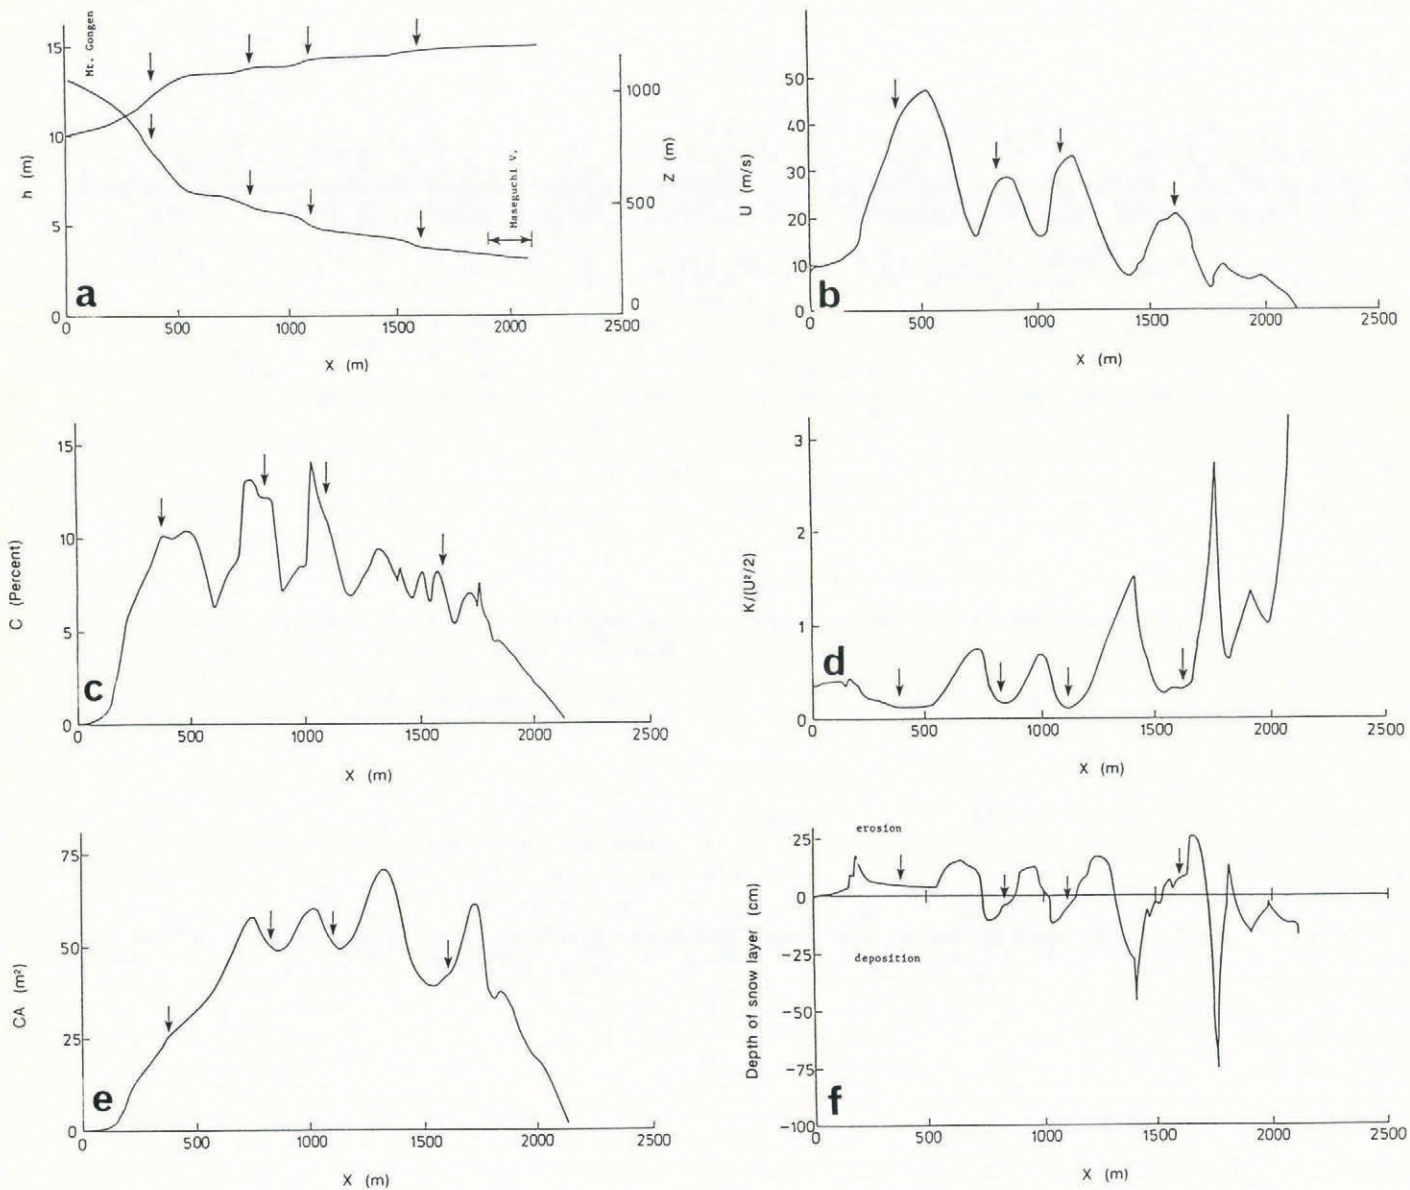 Mt. Gongen
15
10
5
0
h (m)
1000
500
0
Z (m)
Haseguchi V.
a
0 500 1000 1500 2000 2500
X (m)
50
40
30
20
10
0
U (m/s)
b
0 500 1000 1500 2000 2500
X (m)
15
10
5
0
C (Percent)
c
0 500 1000 1500 2000 2500
X (m)
3
2
1
0
K/(U²/2)
d
0 500 1000 1500 2000 2500
X (m)
75
50
25
0
CA (m²)
e
0 500 1000 1500 2000 2500
X (m)
25
0
-25
-50
-75
-100
Depth of snow layer (cm)
erosion
deposition
f
0 500 1000 1500 2000 2500
X (m)